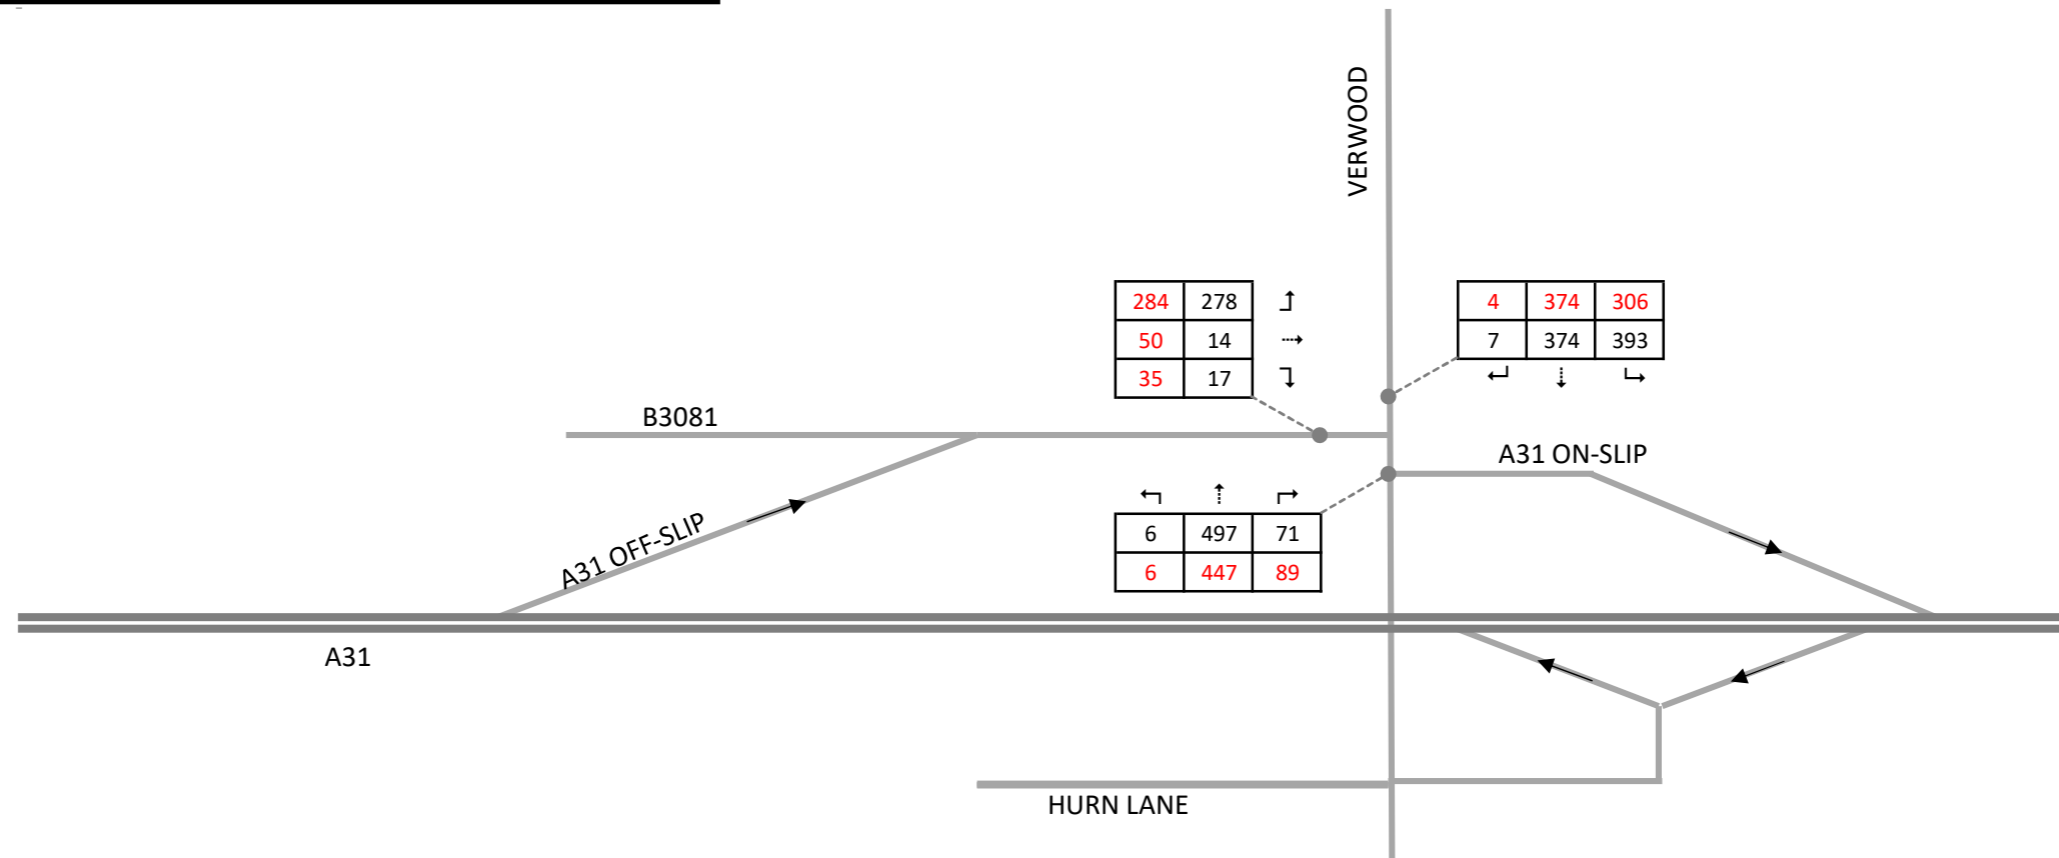 VERWOOD
284 278
50 14
35 17
4 374 306
7 374 393
B3081
A31 ON-SLIP
A31 OFF-SLIP
6 497 71
6 447 89
A31
HURN LANE